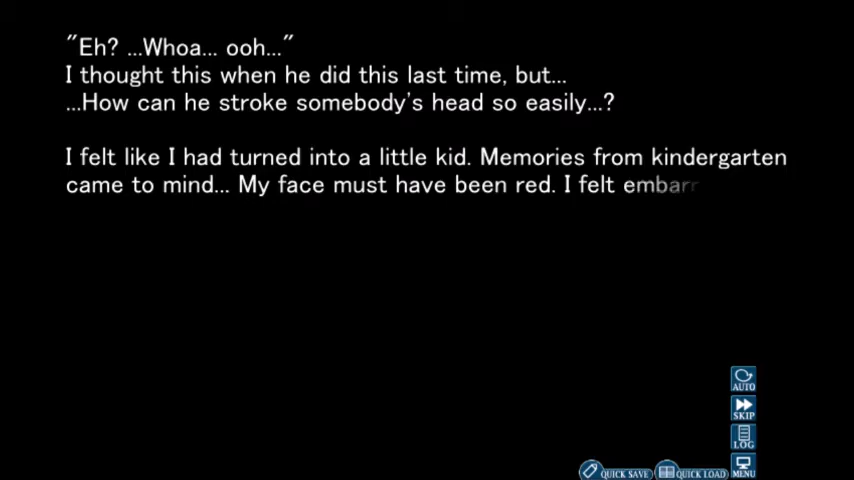 "Eh? ...Whoa... ooh..."
I thought this when he did this last time, but...
...How can he stroke somebody's head so easily...?
I felt like I had turned into a little kid. Memories from kindergarten
came to mind... My face must have been red. I felt embarr
AUTO
SKIP
LOG
MENU
QUICK SAVE QUICK LOAD